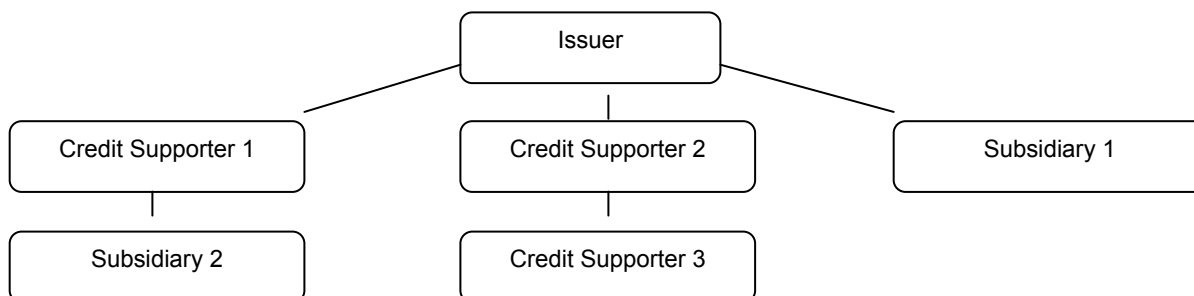 Issuer
Credit Supporter 1
Credit Supporter 2
Subsidiary 1
Subsidiary 2
Credit Supporter 3